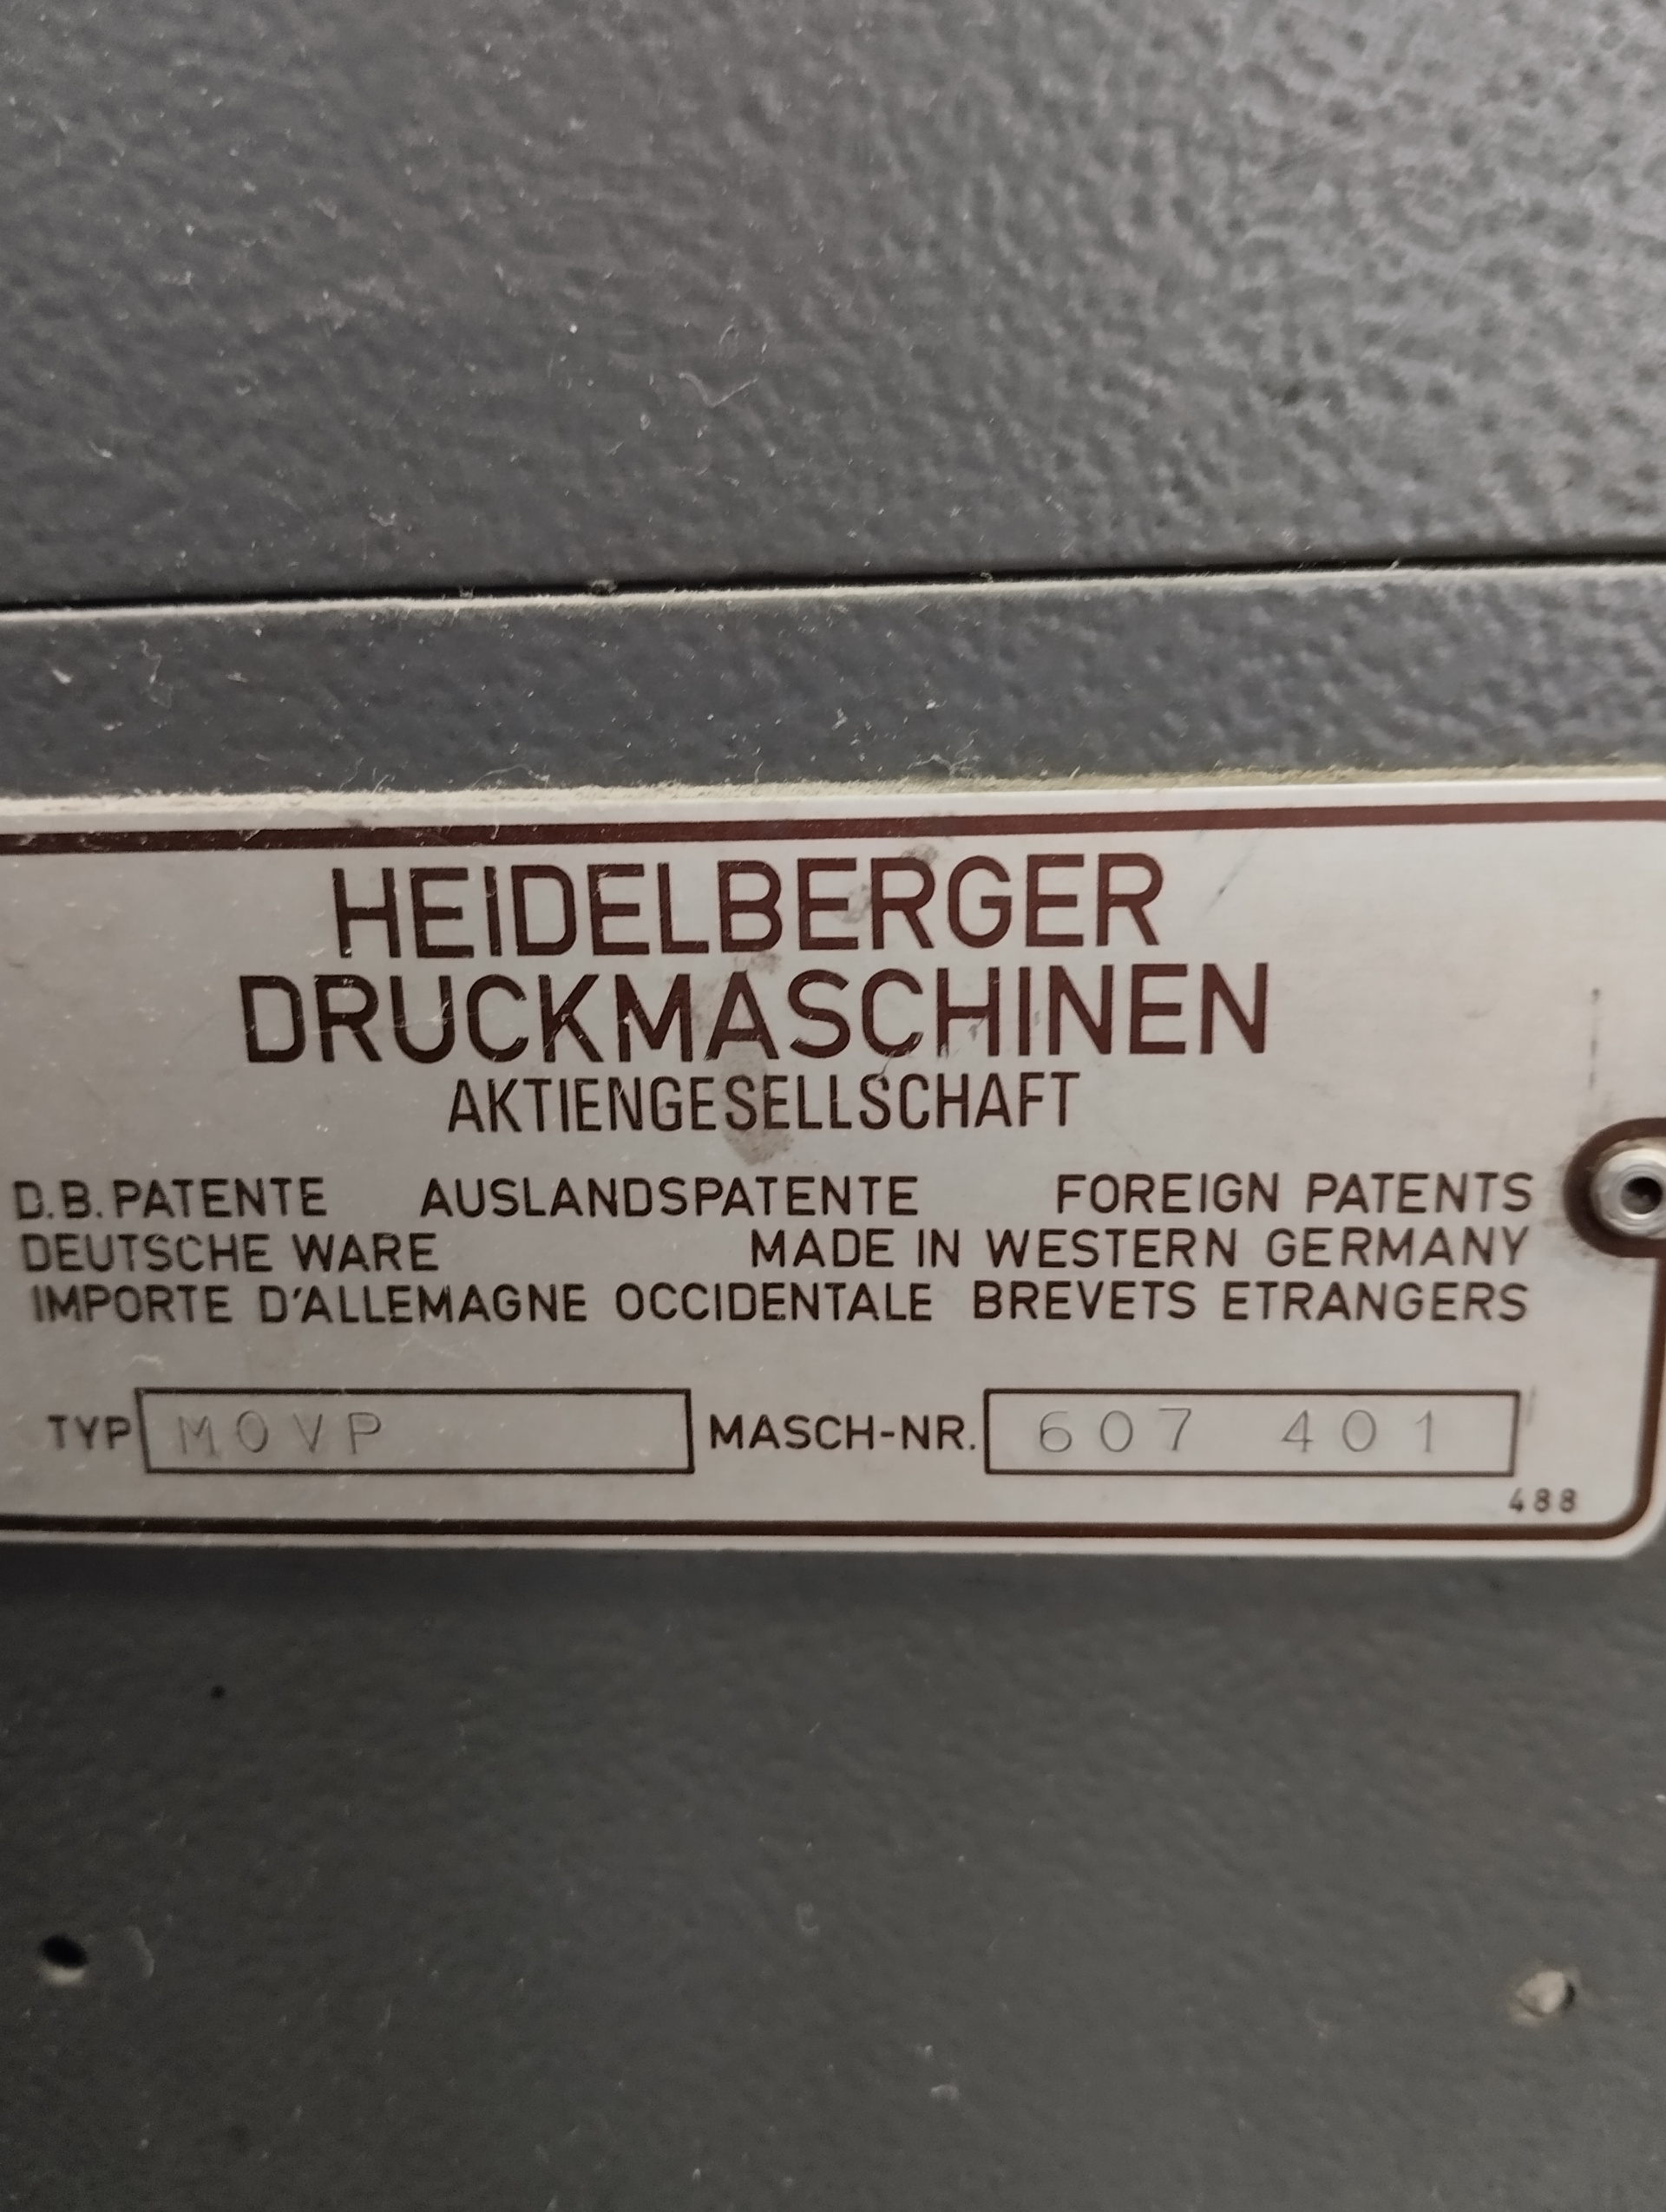 HEIDELBERGER
DRUCKMASCHINEN
AKTIENGESELLSCHAFT
D.B. PATENTE AUSLANDSPATENTE FOREIGN PATENTS
DEUTSCHE WARE MADE IN WESTERN GERMANY
IMPORTE D'ALLEMAGNE OCCIDENTALE BREVETS ETRANGERS
TYP MOVP MASCH-NR. 607 401
488